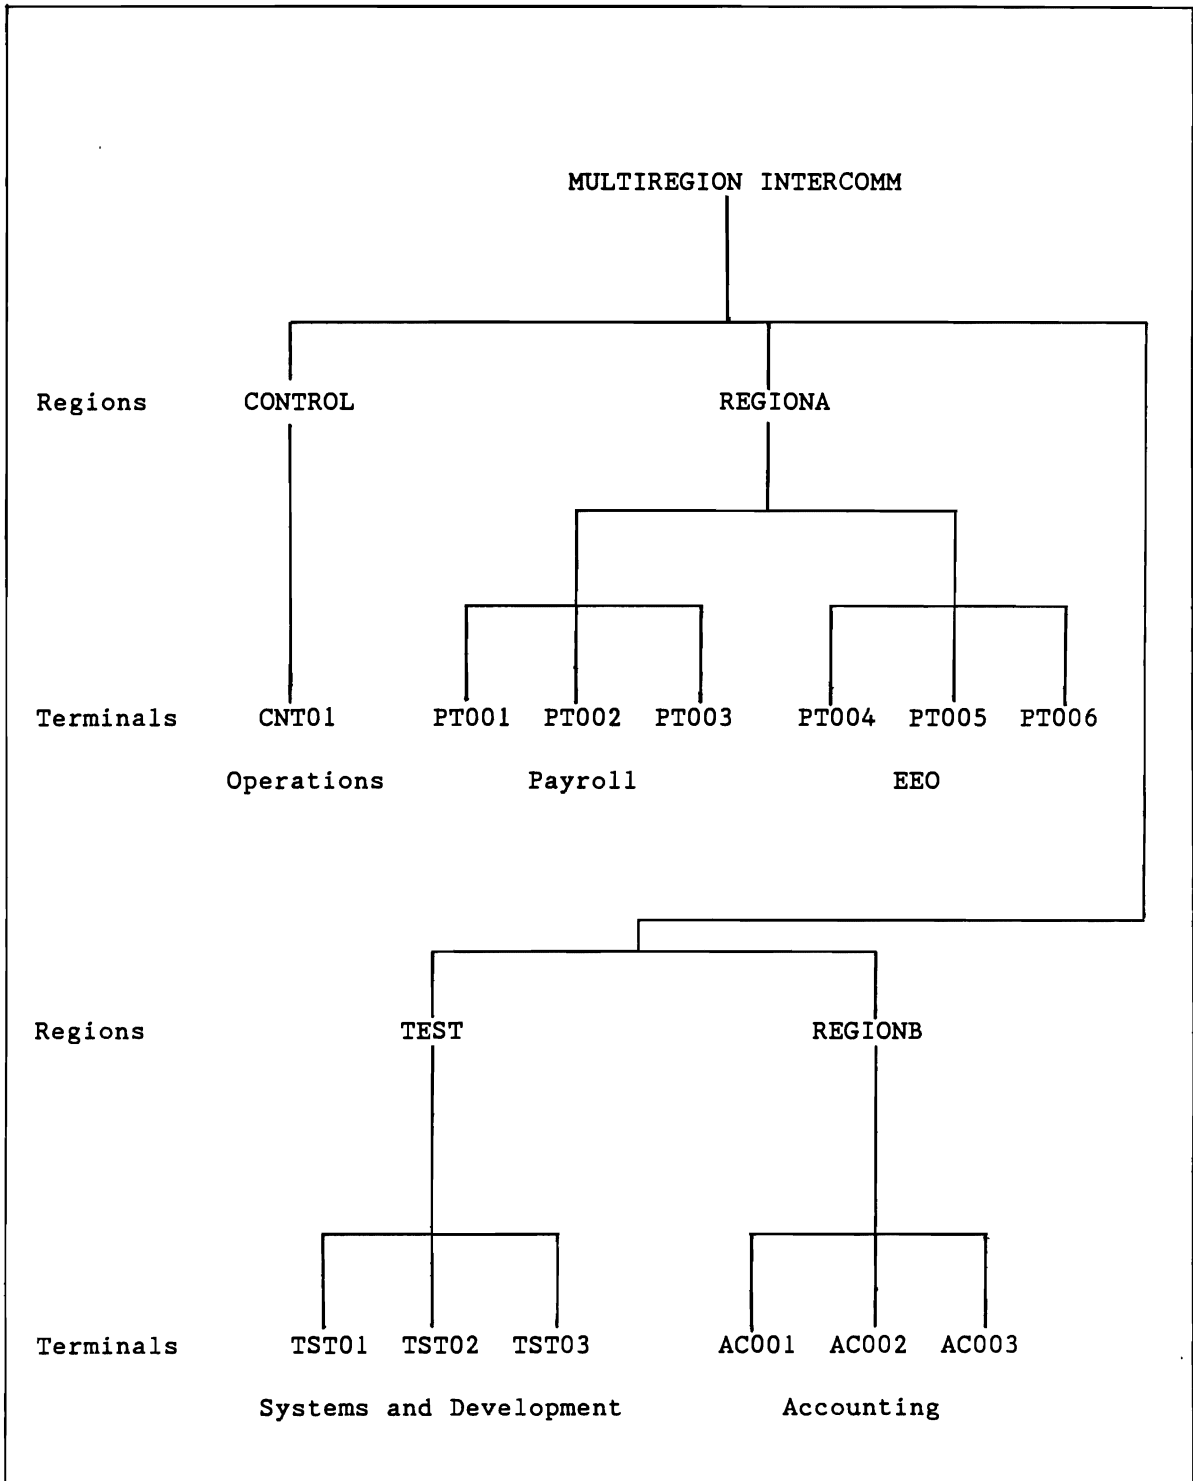 MULTIREGION INTERCOMM
Regions CONTROL REGIONA
Terminals CNT01 PT001 PT002 PT003 PT004 PT005 PT006
Operations Payroll EEO
Regions TEST REGIONB
Terminals TST01 TST02 TST03 AC001 AC002 AC003
Systems and Development Accounting